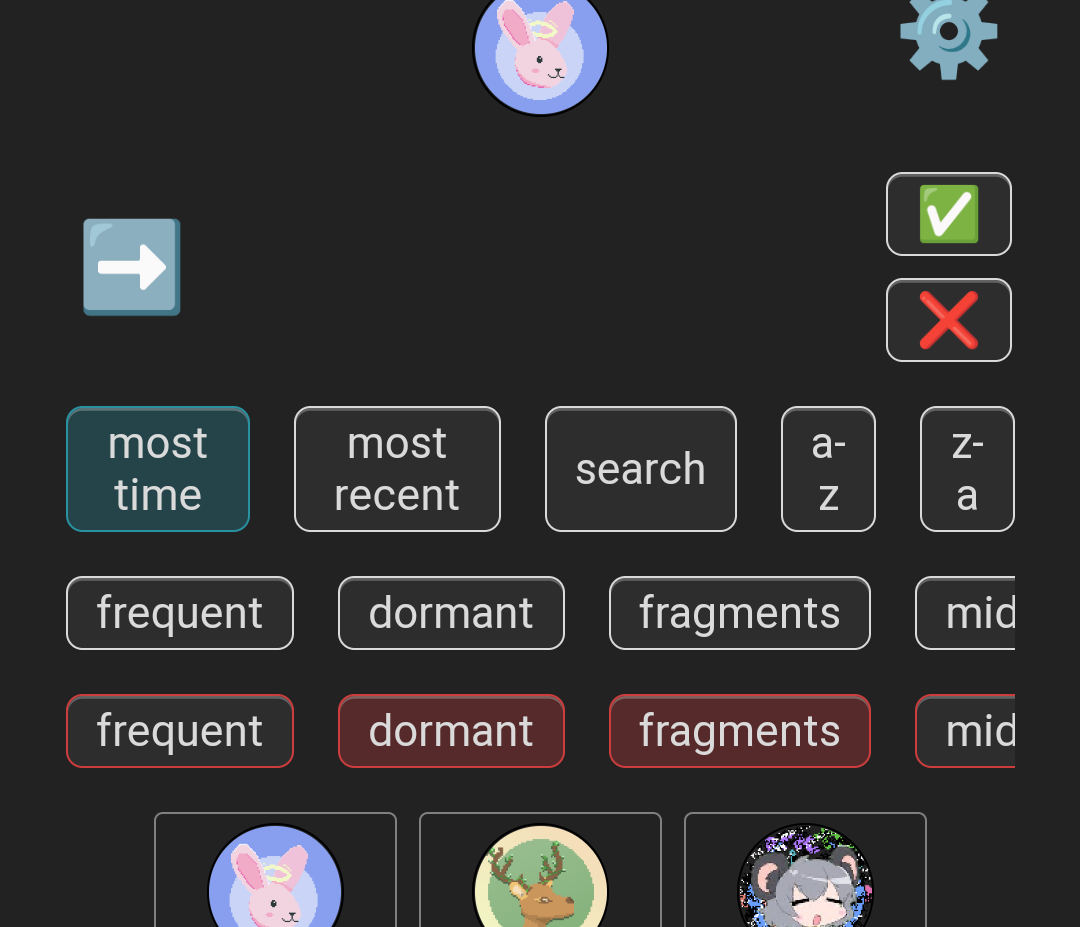 most time
most recent
search
a-z
z-a
frequent
dormant
fragments
mid
frequent
dormant
fragments
mid